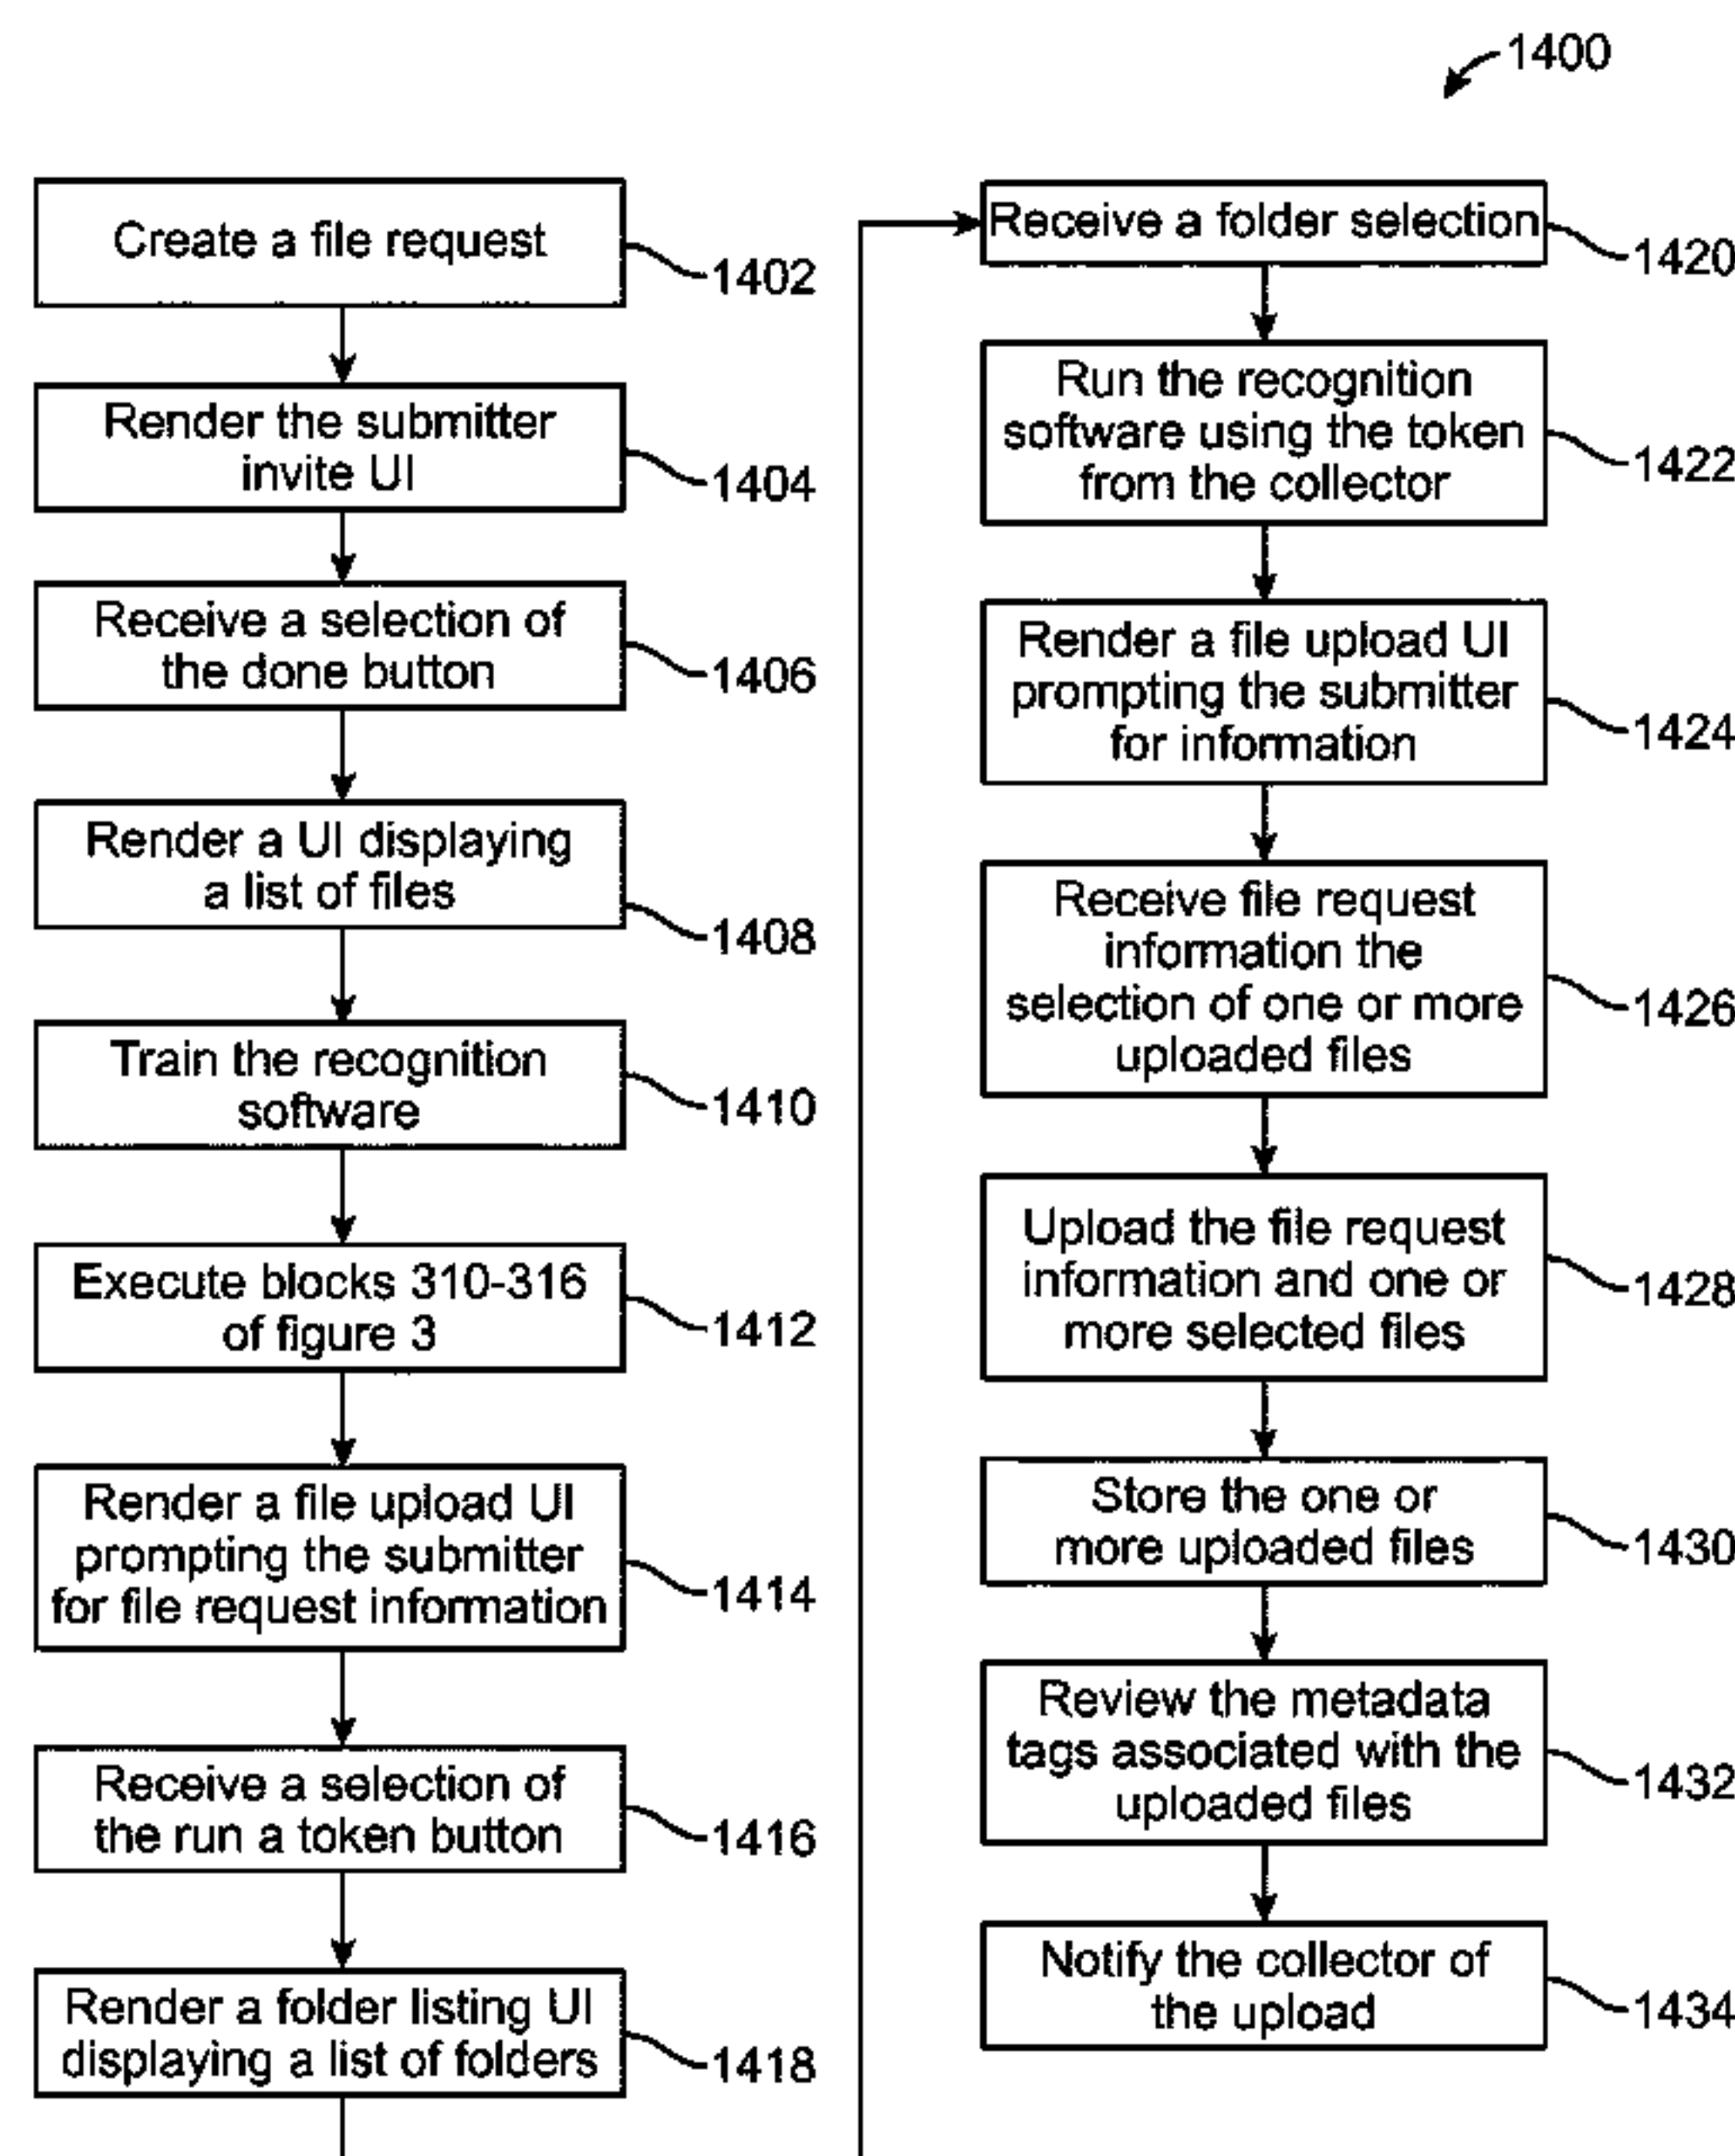 1400
Create a file request
1402
Render the submitter
invite UI
1404
Receive a selection of
the done button
1406
Render a UI displaying
a list of files
1408
Train the recognition
software
1410
Execute blocks 310-316
of figure 3
1412
Render a file upload UI
prompting the submitter
for file request information
1414
Receive a selection of
the run a token button
1416
Render a folder listing UI
displaying a list of folders
1418
Receive a folder selection
1420
Run the recognition
software using the token
from the collector
1422
Render a file upload UI
prompting the submitter
for information
1424
Receive file request
information the
selection of one or more
uploaded files
1426
Upload the file request
information and one or
more selected files
1428
Store the one or
more uploaded files
1430
Review the metadata
tags associated with the
uploaded files
1432
Notify the collector of
the upload
1434